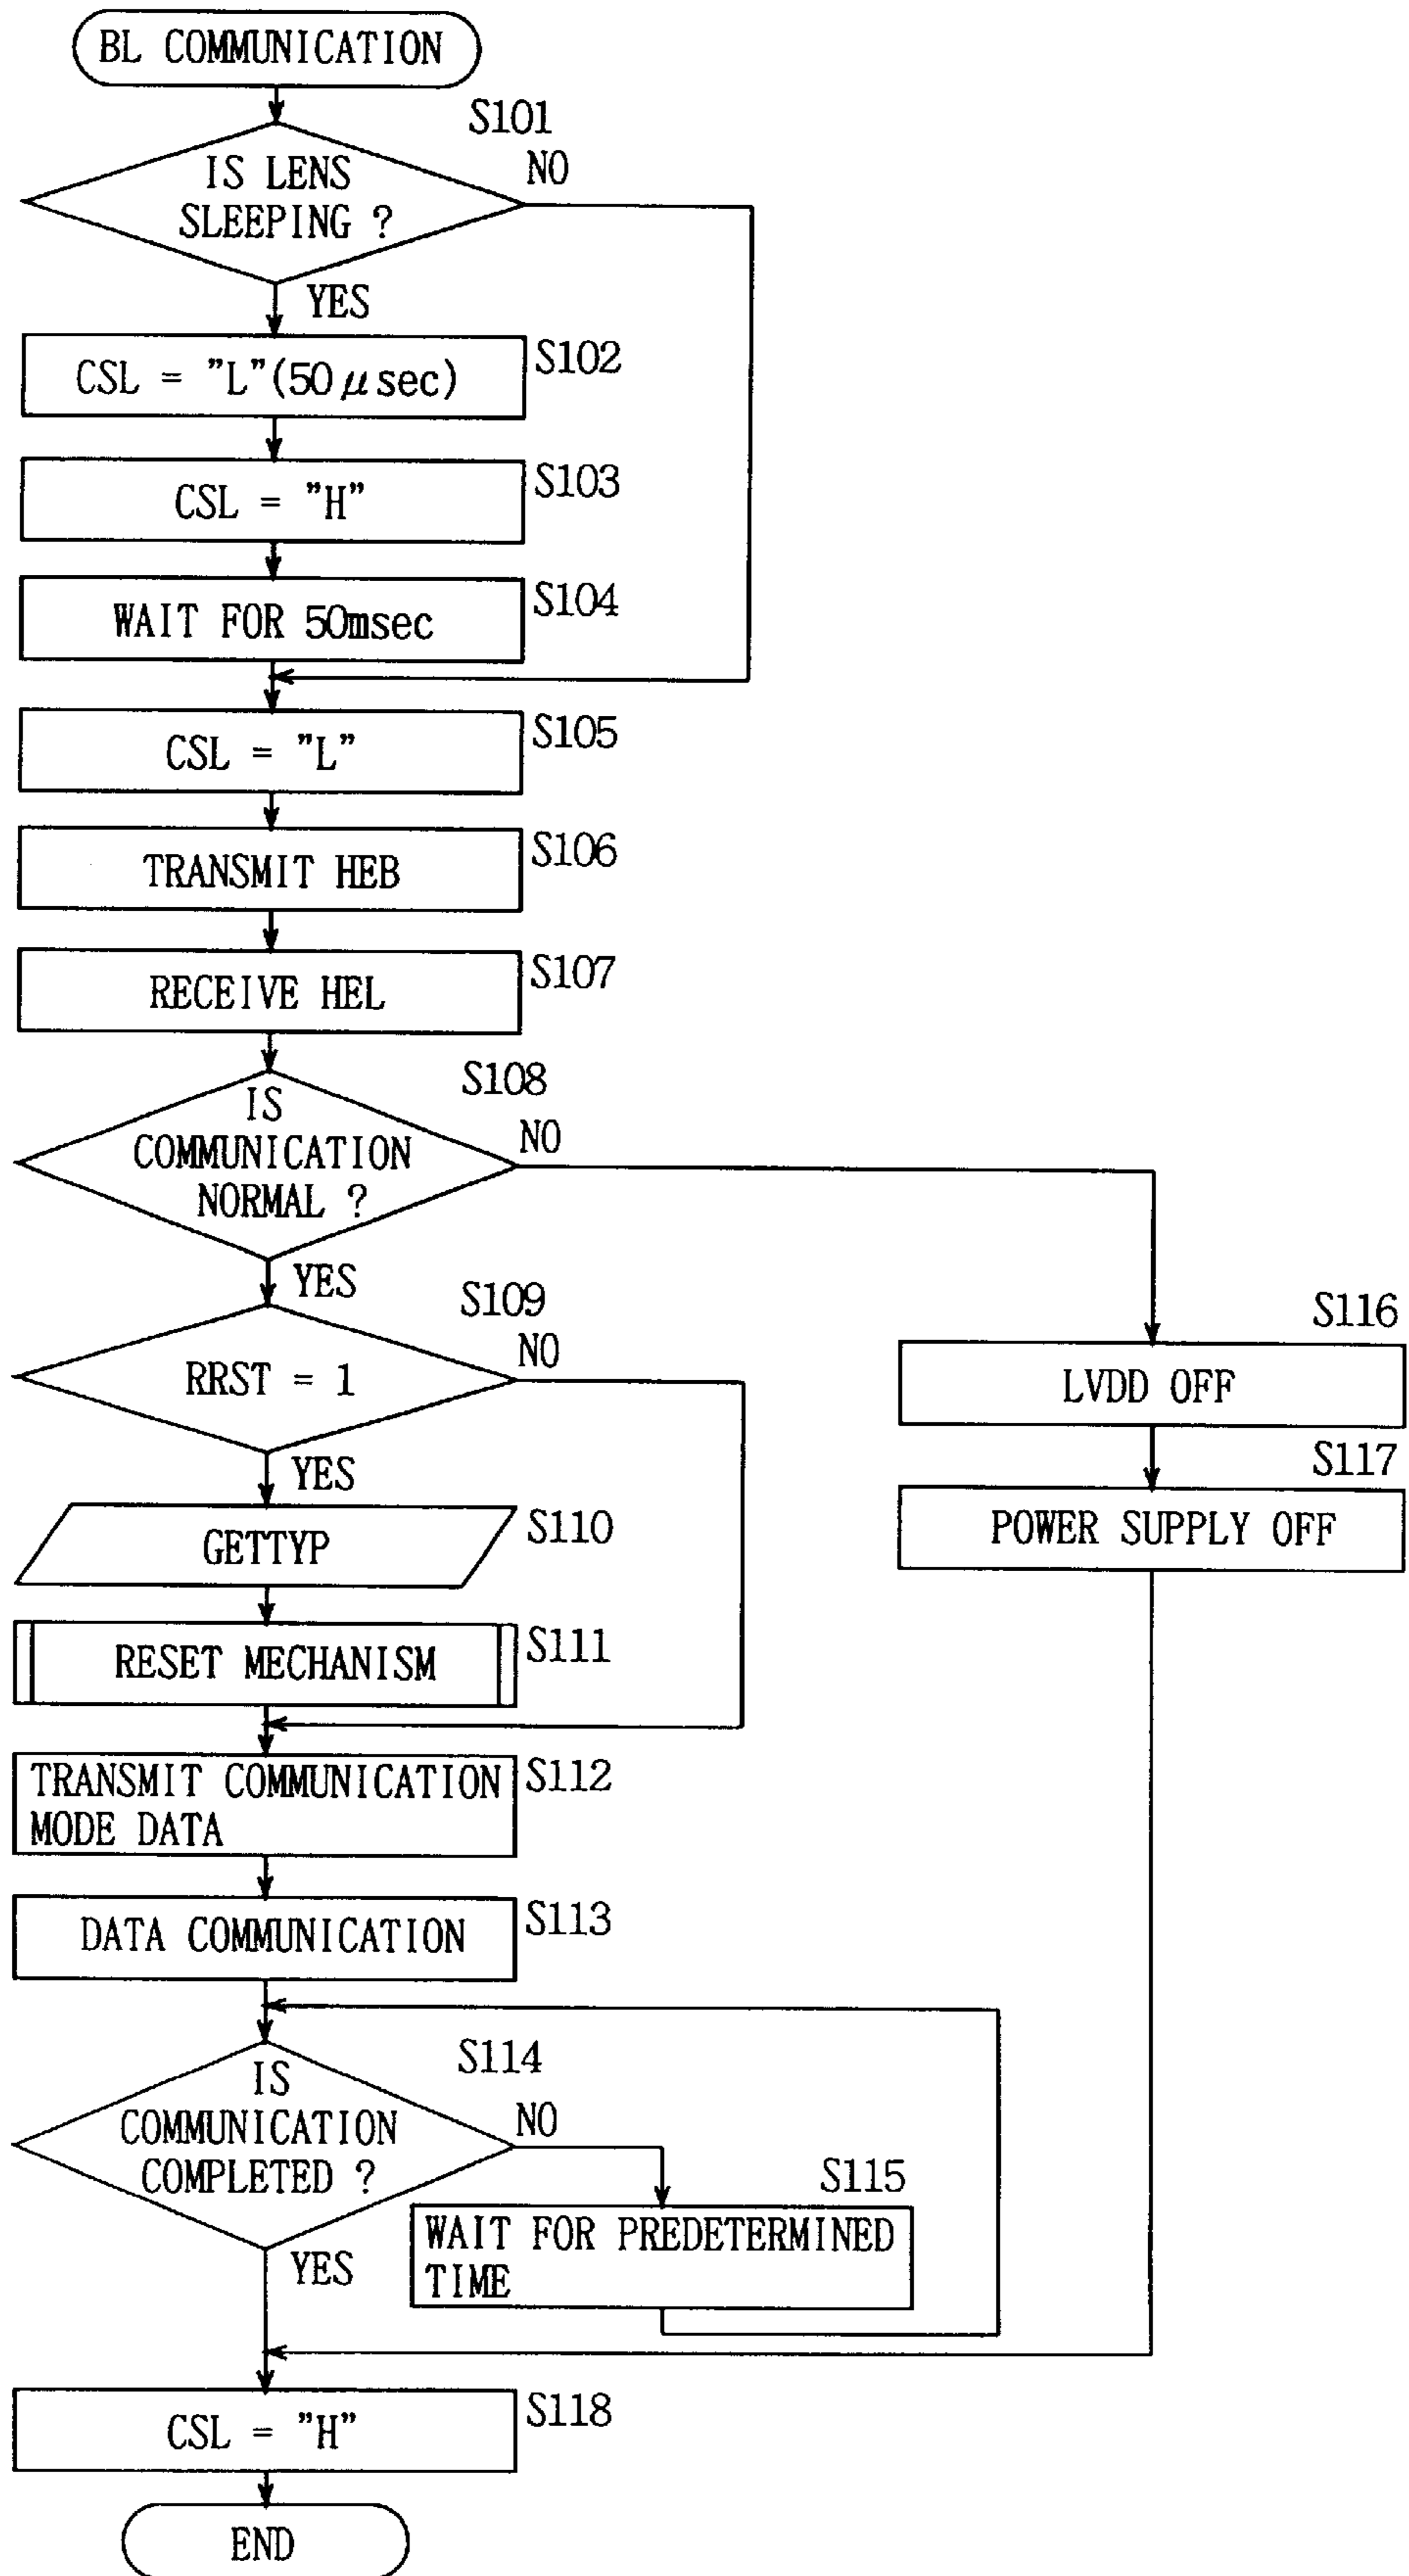 BL COMMUNICATION
S101
IS LENS
SLEEPING ?
NO
YES
CSL = "L"(50μsec)
S102
CSL = "H"
S103
WAIT FOR 50msec
S104
CSL = "L"
S105
TRANSMIT HEB
S106
RECEIVE HEL
S107
S108
IS
COMMUNICATION
NORMAL ?
NO
YES
S109
RRST = 1
NO
YES
S116
LVDD OFF
S117
POWER SUPPLY OFF
GETTYP
S110
RESET MECHANISM
S111
TRANSMIT COMMUNICATION
MODE DATA
S112
DATA COMMUNICATION
S113
S114
IS
COMMUNICATION
COMPLETED ?
NO
YES
S115
WAIT FOR PREDETERMINED
TIME
CSL = "H"
S118
END